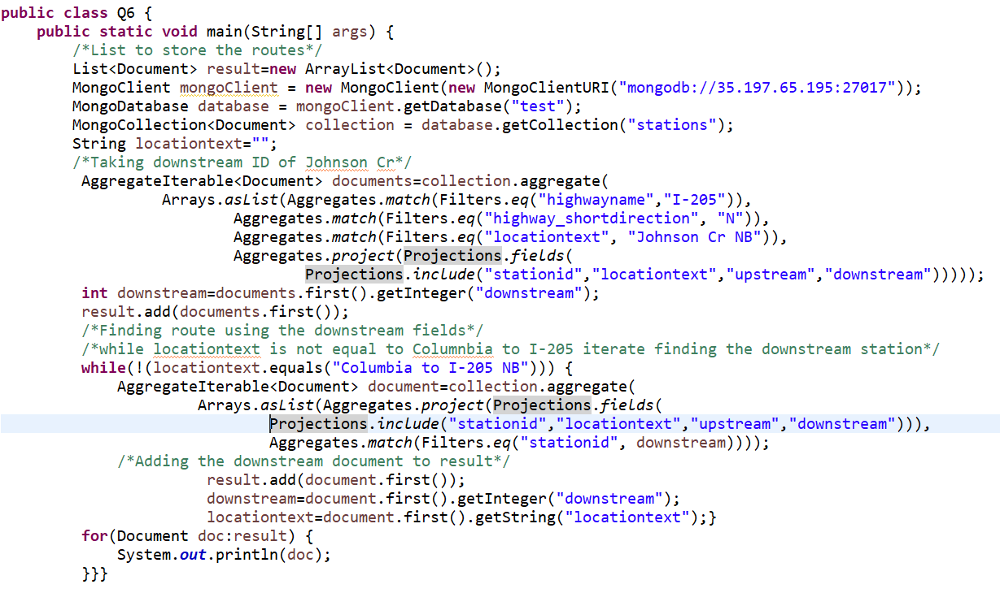 public class Q6 {
    public static void main(String[] args) {
        /*List to store the routes*/
        List<Document> result=new ArrayList<Document>();
        MongoClient mongoClient = new MongoClient(new MongoClientURI("mongodb://35.197.65.195:27017"));
        MongoDatabase database = mongoClient.getDatabase("test");
        MongoCollection<Document> collection = database.getCollection("stations");
        String locationtext="";
        /*Taking downstream ID of Johnson Cr*/
         AggregateIterable<Document> documents=collection.aggregate(
                  Arrays.asList(Aggregates.match(Filters.eq("highwayname","I-205")),
                          Aggregates.match(Filters.eq("highway_shortdirection", "N")),
                          Aggregates.match(Filters.eq("locationtext", "Johnson Cr NB")),
                          Aggregates.project(Projections.fields(
                                  Projections.include("stationid","locationtext","upstream","downstream")))));
         int downstream=documents.first().getInteger("downstream");
         result.add(documents.first());
         /*Finding route using the downstream fields*/
         /*while locationtext is not equal to Columnbia to I-205 iterate finding the downstream station*/
         while(!(locationtext.equals("Columbia to I-205 NB"))) {
             AggregateIterable<Document> document=collection.aggregate(
                      Arrays.asList(Aggregates.project(Projections.fields(
                              Projections.include("stationid","locationtext","upstream","downstream"))),
                              Aggregates.match(Filters.eq("stationid", downstream))));
             /*Adding the downstream document to result*/
                       result.add(document.first());
                       downstream=document.first().getInteger("downstream");
                       locationtext=document.first().getString("locationtext");}
         for(Document doc:result) {
             System.out.println(doc);
         }}}